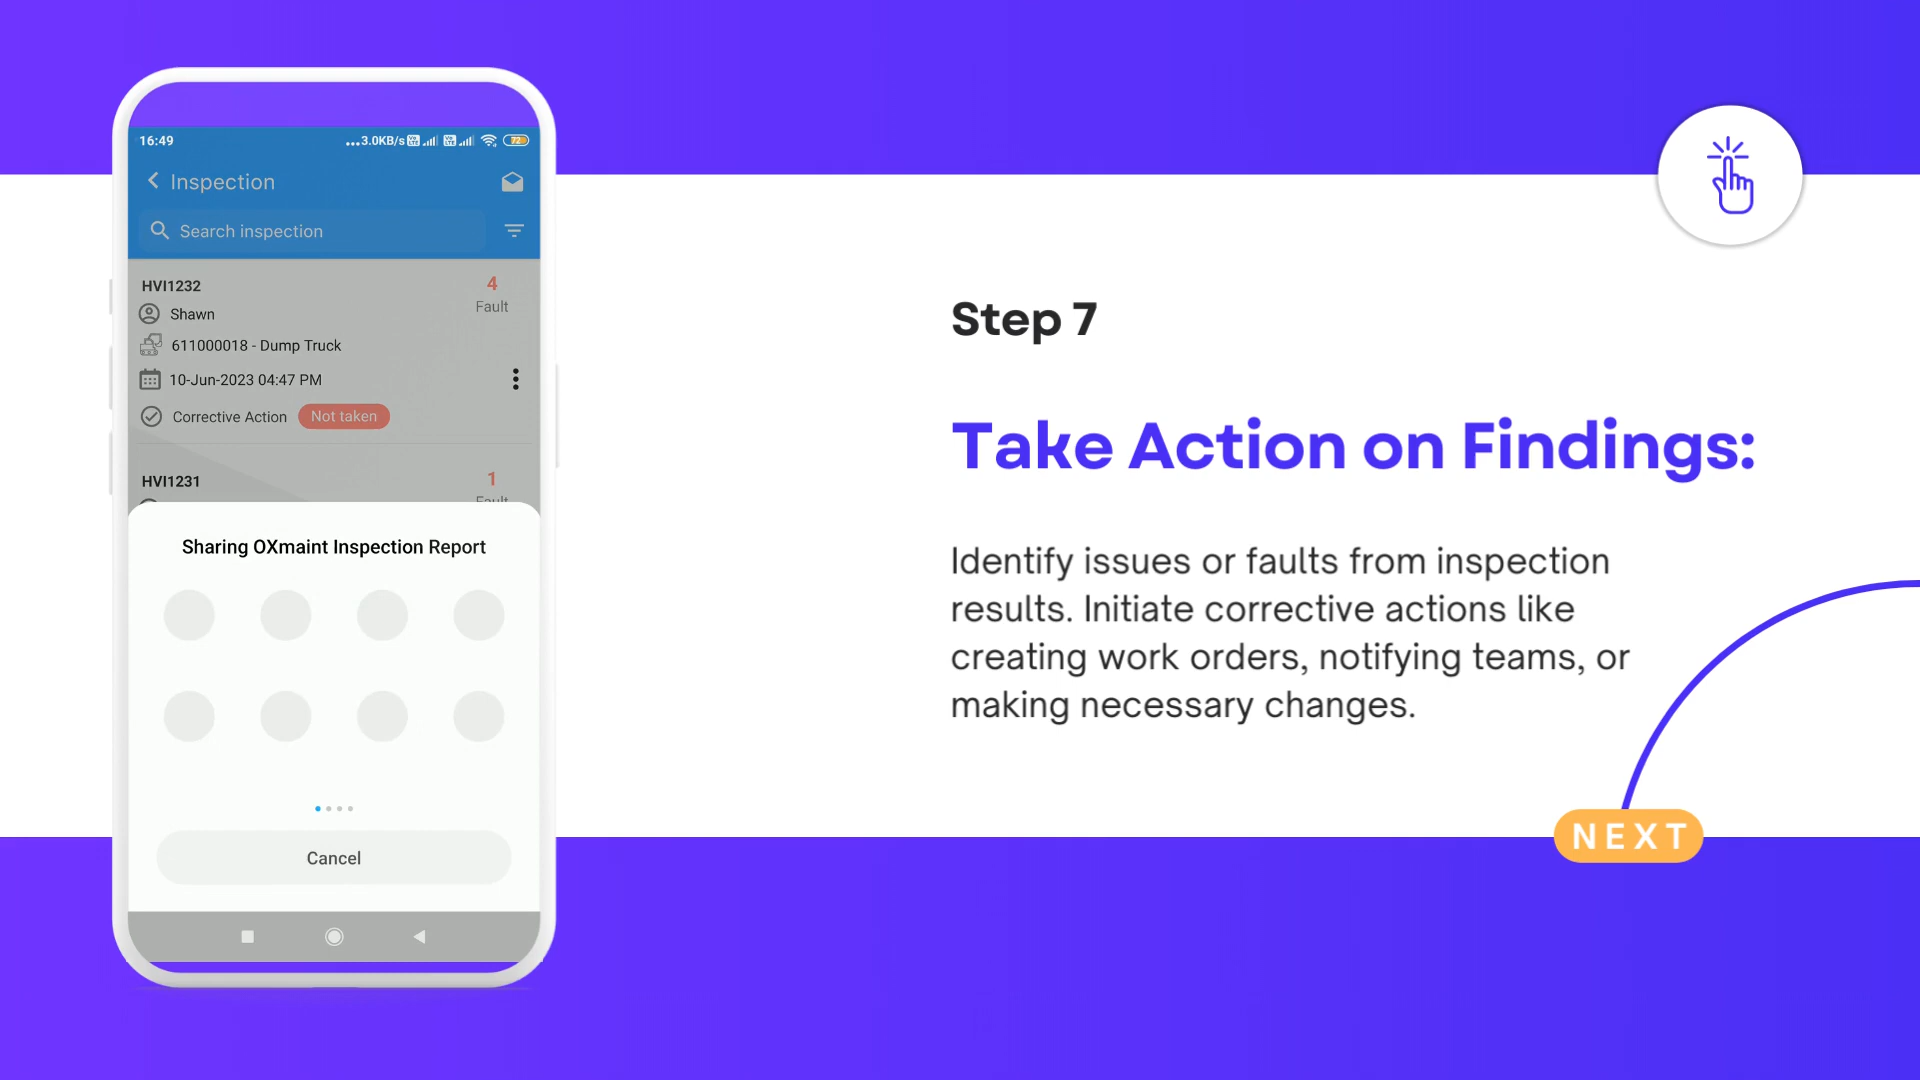 16:49
...3.0KB/s
72
Inspection
Search inspection
HVI1232
4
Fault
Shawn
611000018 - Dump Truck
10-Jun-2023 04:47 PM
Corrective Action
Not taken
HVI1231
1
Fault
Sharing OXmaint Inspection Report
Cancel
Step 7
Take Action on Findings:
Identify issues or faults from inspection
results. Initiate corrective actions like
creating work orders, notifying teams, or
making necessary changes.
NEXT